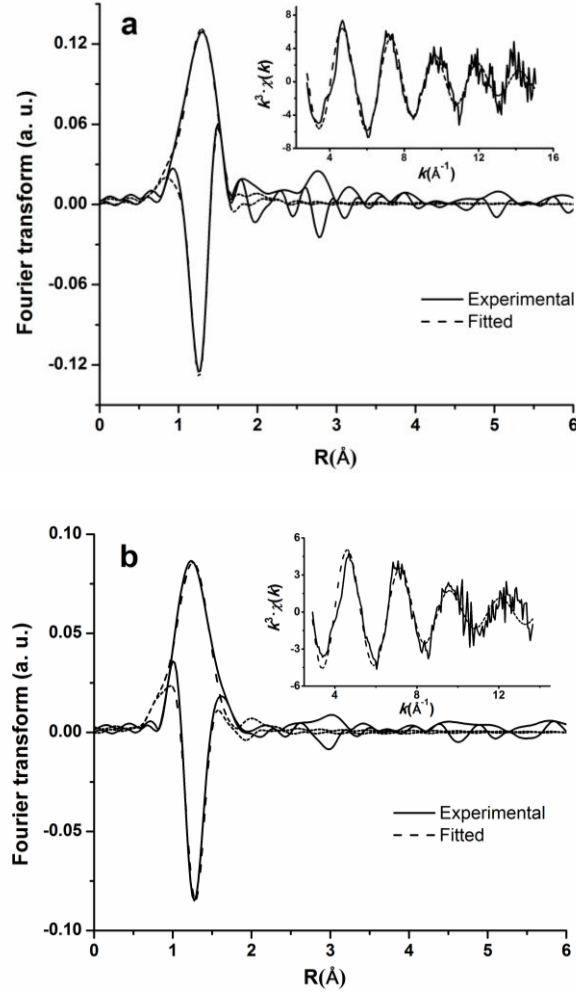 a
Fourier transform (a. u.)
0.12
0.06
0.00
-0.06
-0.12
0 1 2 3 4 5 6
R(Å)
k³·χ(k)
8
4
0
-4
-8
4 8 12 16
k(Å⁻¹)
Experimental
Fitted
b
Fourier transform (a. u.)
0.10
0.05
0.00
-0.05
-0.10
0 1 2 3 4 5 6
R(Å)
k³·χ(k)
6
3
0
-3
-6
4 8 12
k(Å⁻¹)
Experimental
Fitted